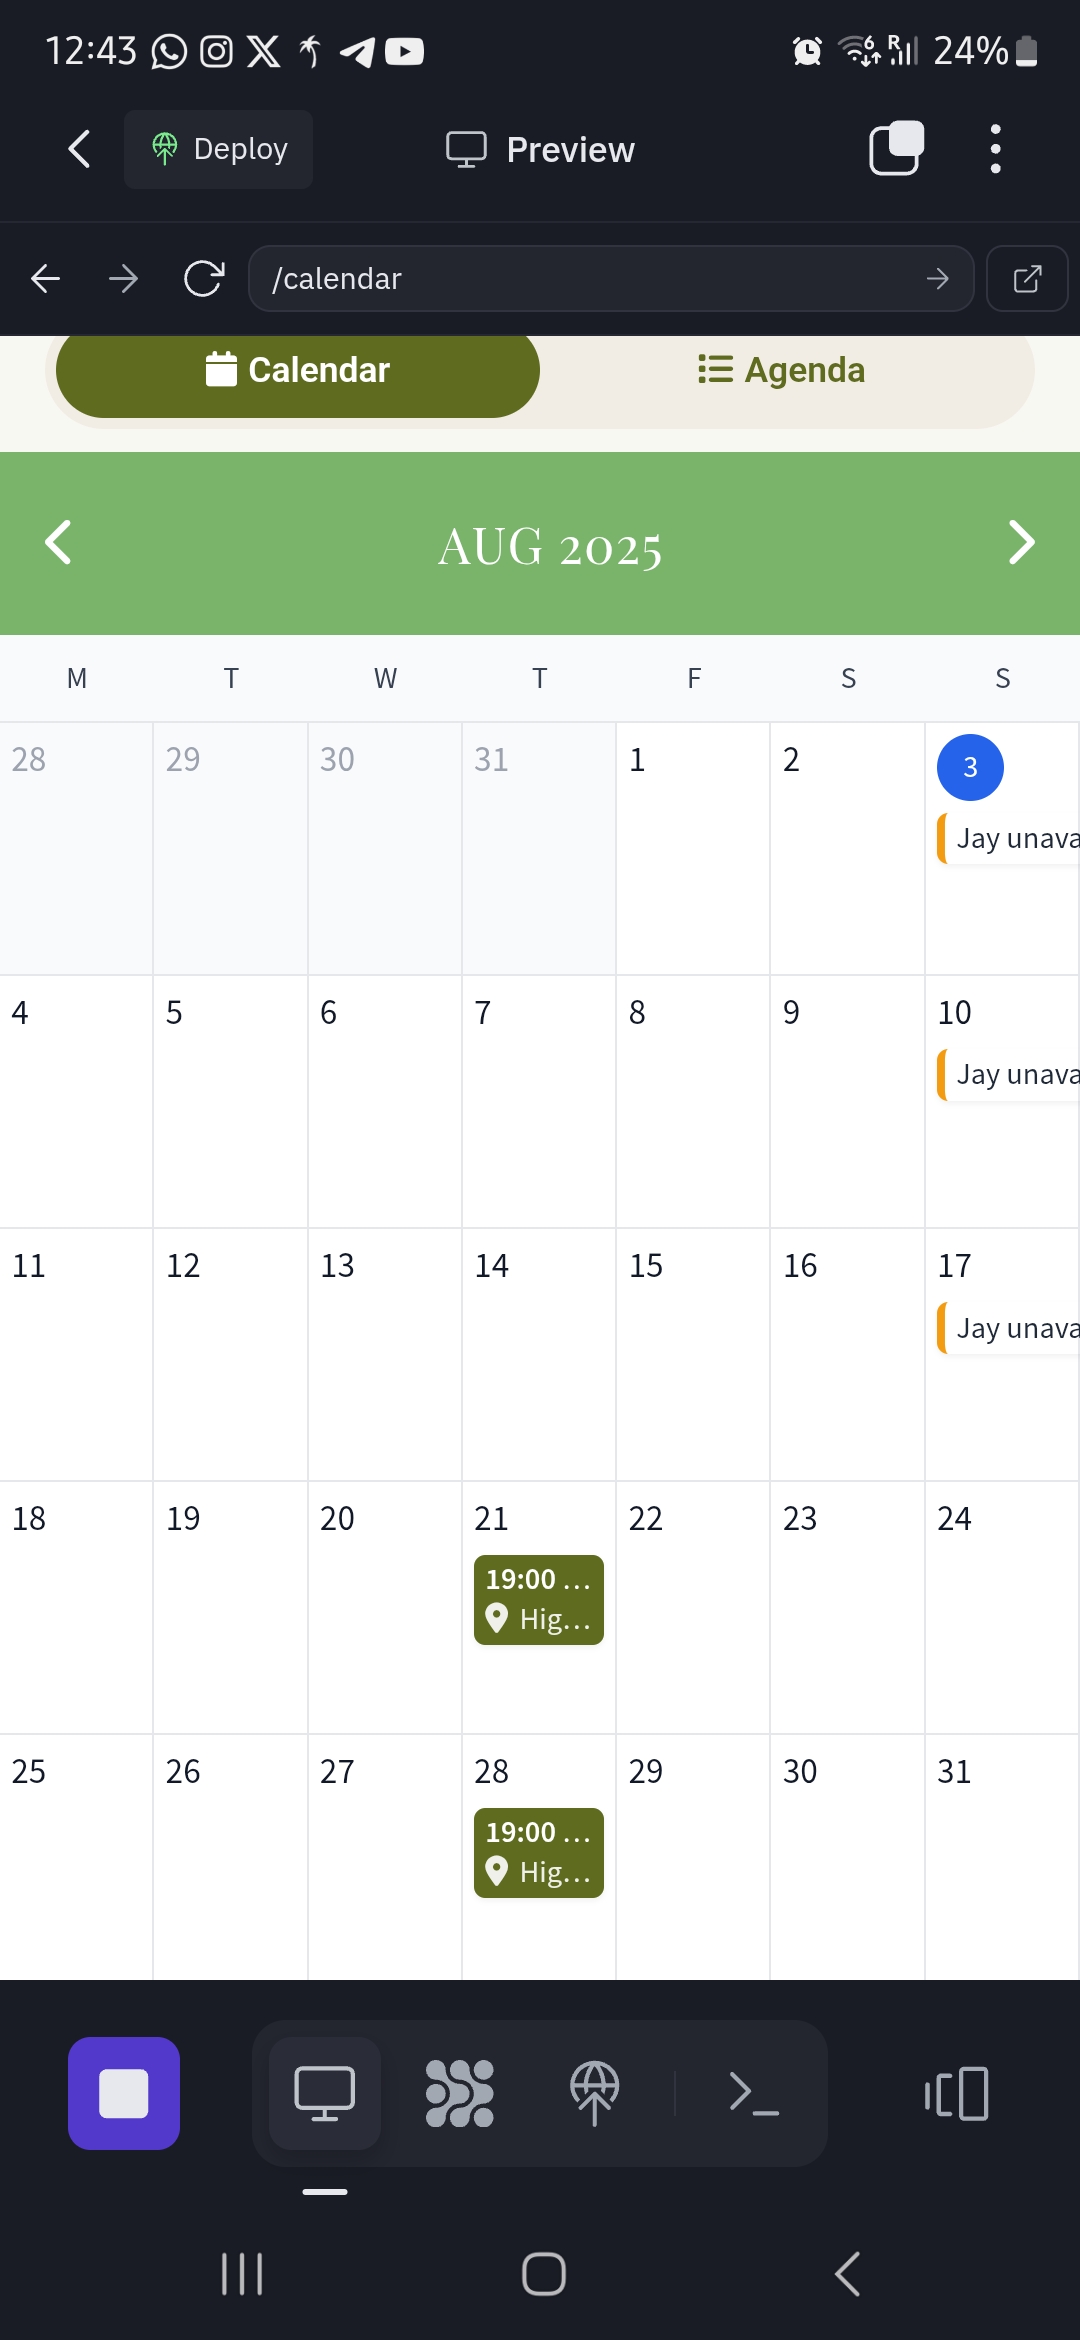 12:43 24%
Deploy Preview
/calendar
Calendar Agenda
AUG 2025
M T W T F S S
28 29 30 31 1 2 3
Jay unava
4 5 6 7 8 9 10
Jay unava
11 12 13 14 15 16 17
Jay unava
18 19 20 21 22 23 24
19:00 ...
Hig...
25 26 27 28 29 30 31
19:00 ...
Hig...